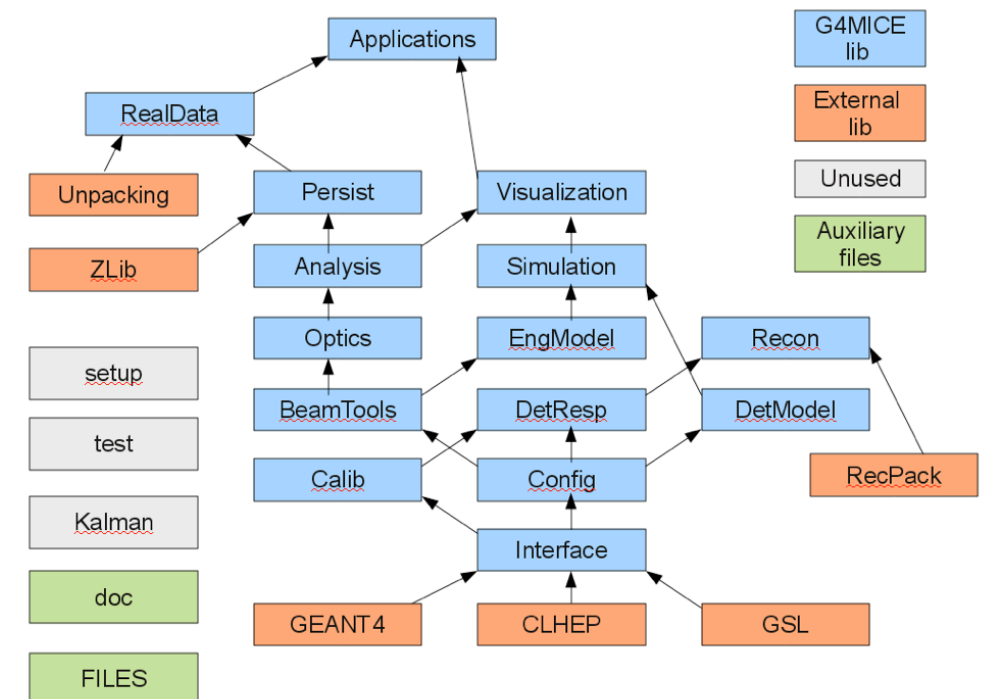 Applications
G4MICE
lib
RealData
External
lib
Unpacking
Persist
Visualization
Unused
ZLib
Analysis
Simulation
Auxiliary
files
Optics
EngModel
Recon
setup
BeamTools
DetResp
DetModel
test
Calib
Config
RecPack
Kalman
Interface
doc
GEANT4
CLHEP
GSL
FILES